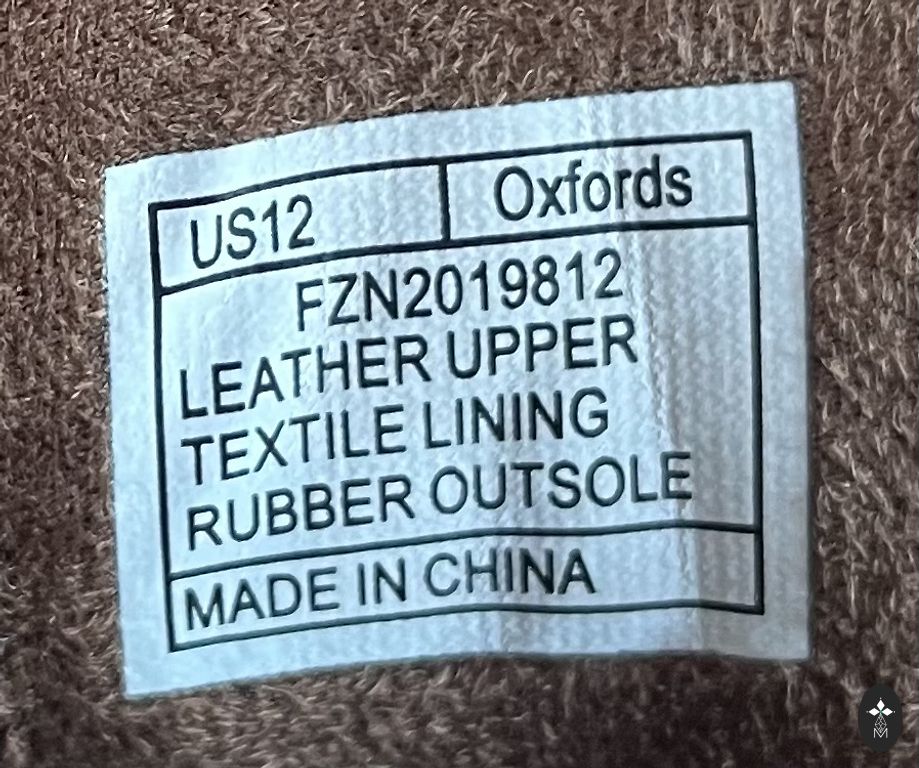 US12 Oxfords
FZN2019812
LEATHER UPPER
TEXTILE LINING
RUBBER OUTSOLE
MADE IN CHINA
M